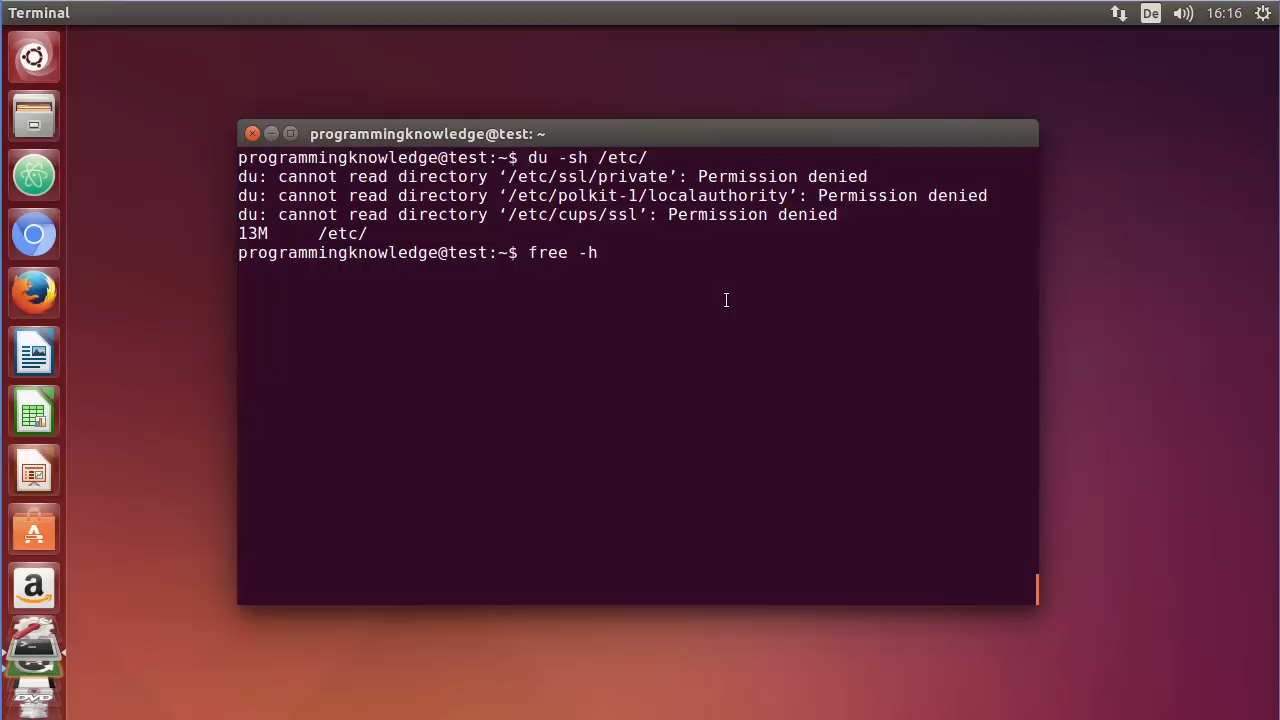 Terminal
De
16:16
programmingknowledge@test: ~
programmingknowledge@test:~$ du -sh /etc/
du: cannot read directory ‘/etc/ssl/private’: Permission denied
du: cannot read directory ‘/etc/polkit-1/localauthority’: Permission denied
du: cannot read directory ‘/etc/cups/ssl’: Permission denied
13M     /etc/
programmingknowledge@test:~$ free -h
A
a
>_
DVD